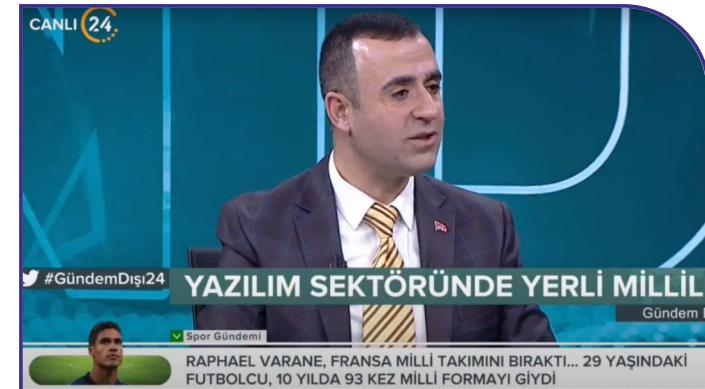 CANLI 24
#GündemDışı24
YAZILIM SEKTÖRÜNDE YERLİ MİLLİL
Gündem
Spor Gündemi
RAPHAEL VARANE, FRANSA MİLLİ TAKIMINI BIRAKTI... 29 YAŞINDAKİ
FUTBOLCU, 10 YILDA 93 KEZ MİLLİ FORMAYI GİYDİ